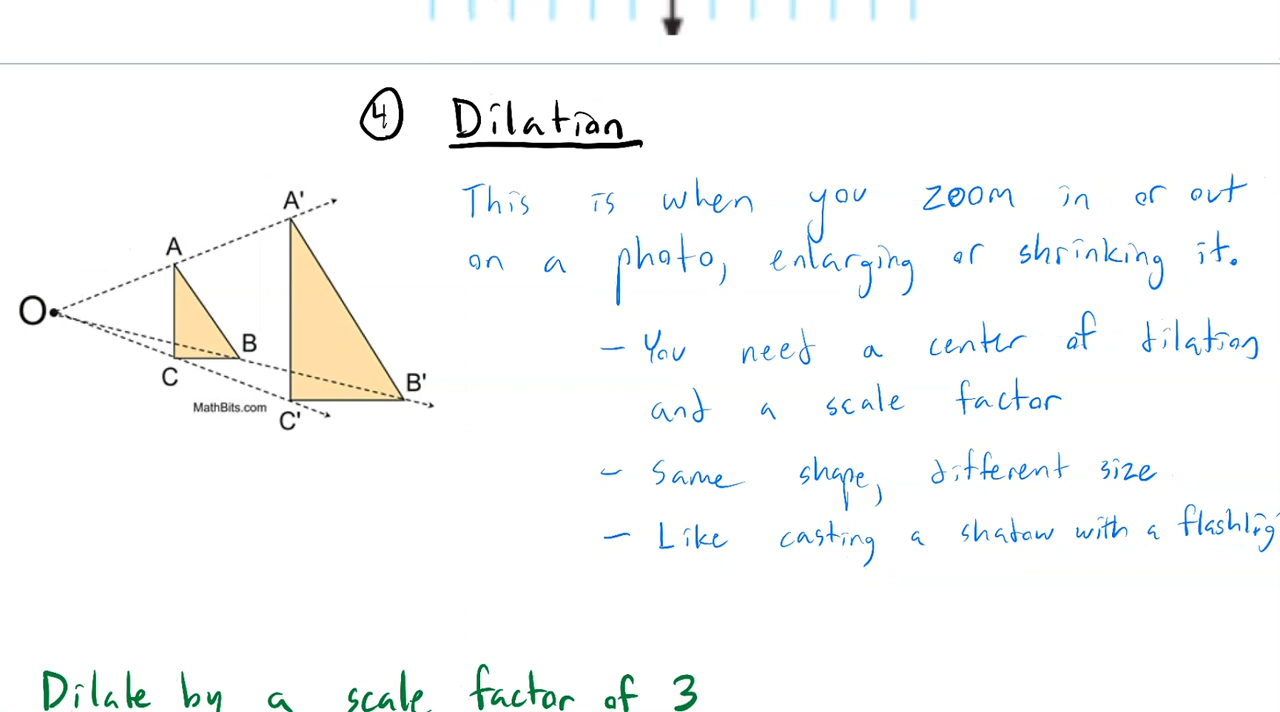 ④ Dilation
This is when you zoom in or out
on a photo, enlarging or shrinking it.
- You need a center of dilation
and a scale factor
- Same shape, different size
- Like casting a shadow with a flashlig
A'
A
O
B
C
B'
MathBits.com
C'
Dilate by a scale factor of 3